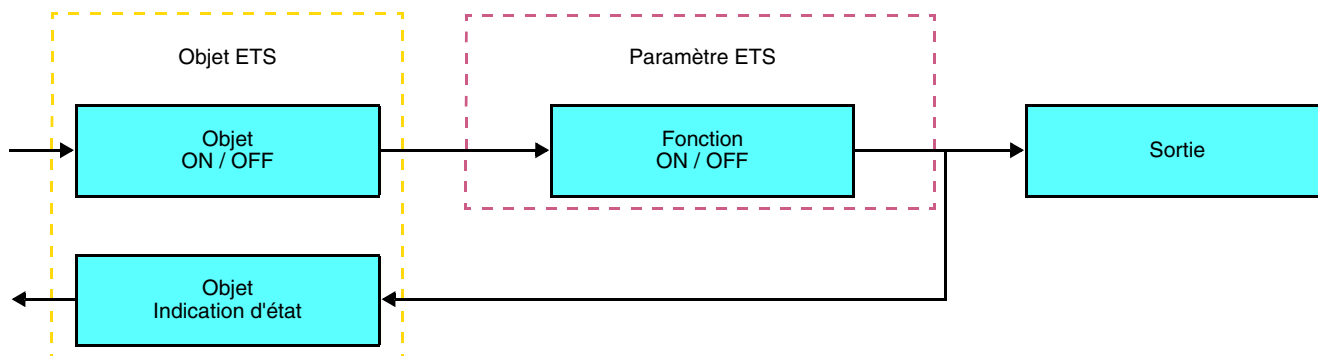 Objet ETS
Paramètre ETS
Objet
ON / OFF
Fonction
ON / OFF
Sortie
Objet
Indication d'état